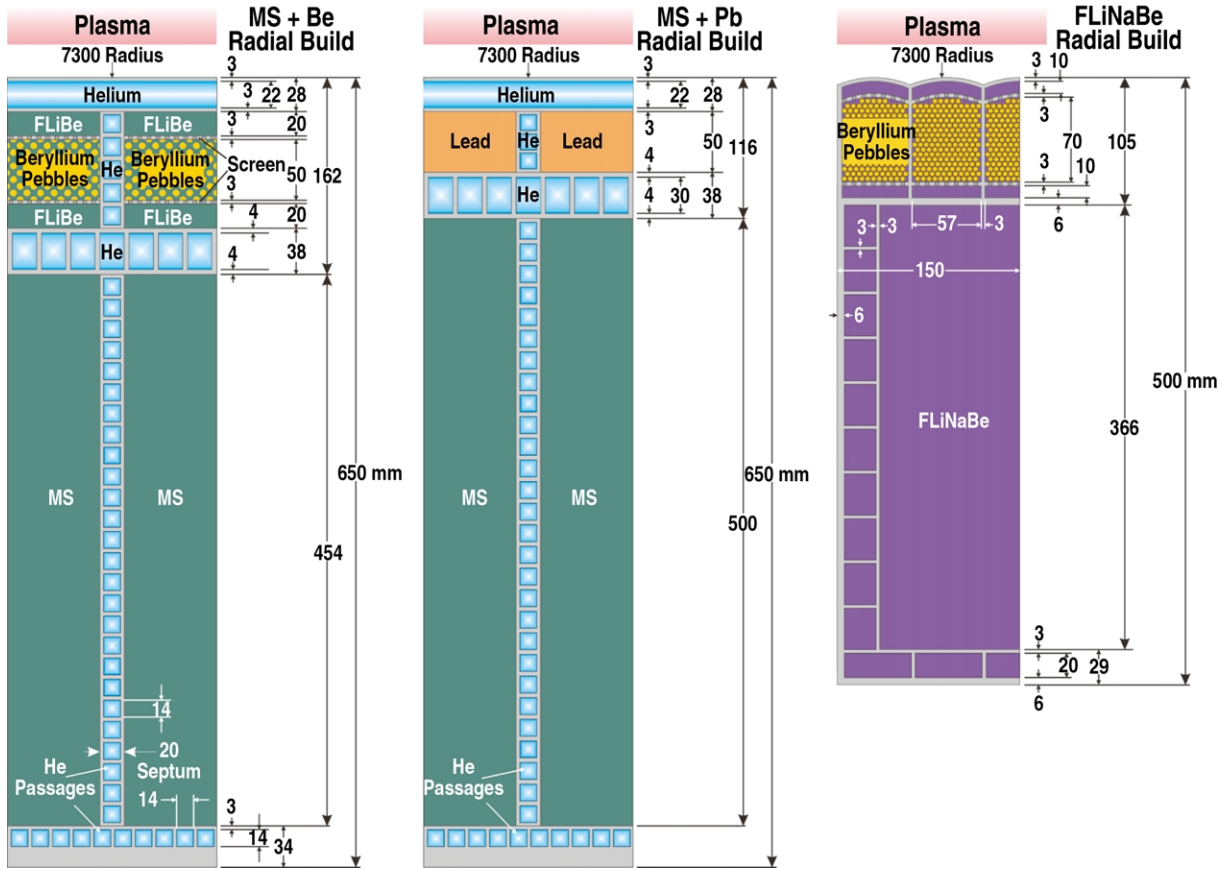 Plasma
MS + Be
Radial Build
7300 Radius
3
3
22
28
Helium
FLiBe
FLiBe
3
20
Beryllium
Pebbles
He
Beryllium
Pebbles
Screen
50
162
3
FLiBe
FLiBe
4
20
He
4
38
650 mm
MS
MS
454
14
20
He
Passages
Septum
14
3
14
34
Plasma
MS + Pb
Radial Build
7300 Radius
3
22
28
Helium
Lead
He
Lead
3
50
116
4
He
4
30
38
650 mm
MS
MS
500
He
Passages
Plasma
FLiNaBe
Radial Build
7300 Radius
3
10
3
Beryllium
Pebbles
70
105
3
10
3
3
57
3
6
150
6
500 mm
FLiNaBe
366
3
20
29
6